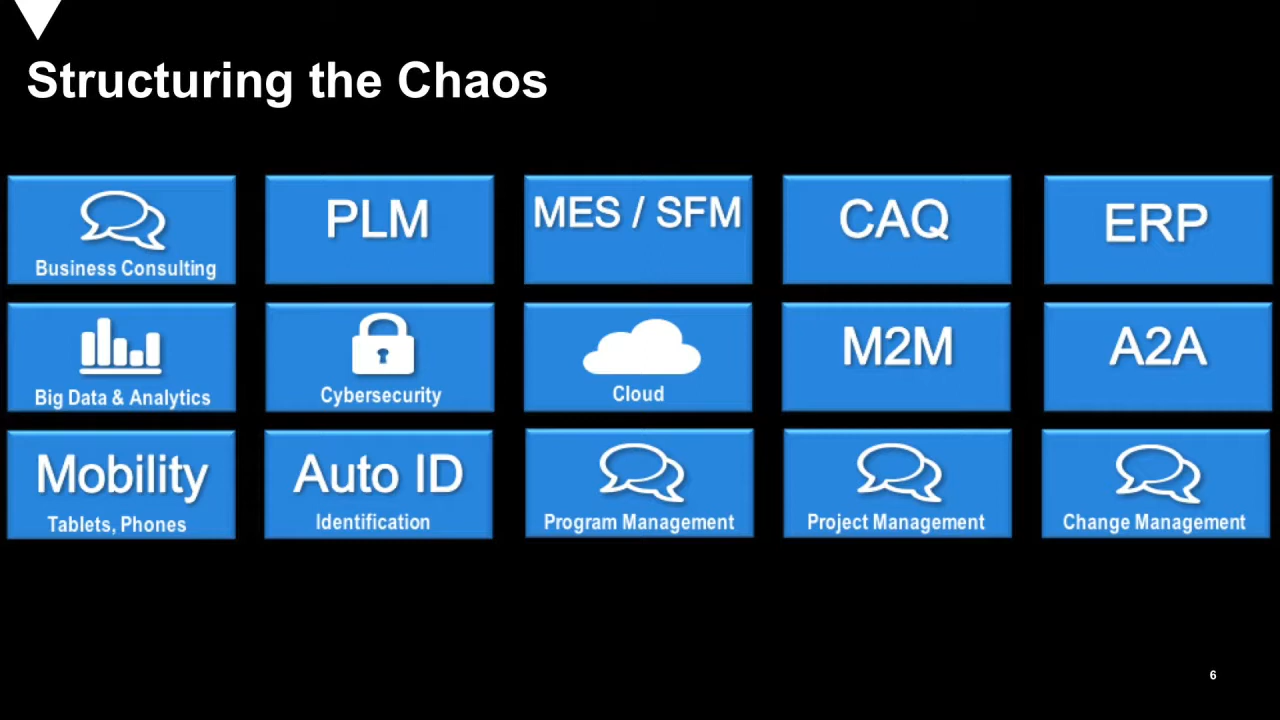 Structuring the Chaos
Business Consulting
PLM
MES / SFM
CAQ
ERP
Big Data & Analytics
Cybersecurity
Cloud
M2M
A2A
Mobility
Tablets, Phones
Auto ID
Identification
Program Management
Project Management
Change Management
6